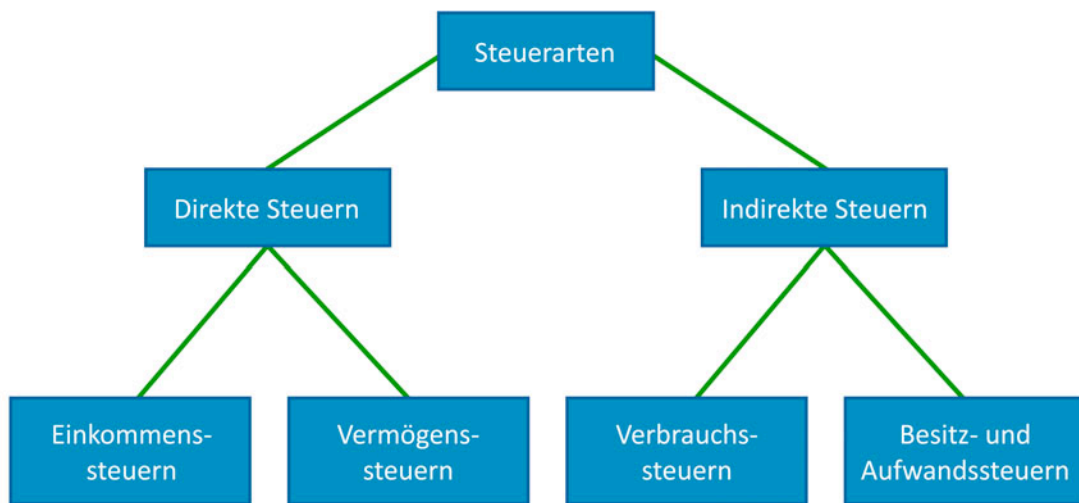 Steuerarten
Direkte Steuern
Indirekte Steuern
Einkommens-
steuern
Vermögens-
steuern
Verbrauchs-
steuern
Besitz- und
Aufwandssteuern